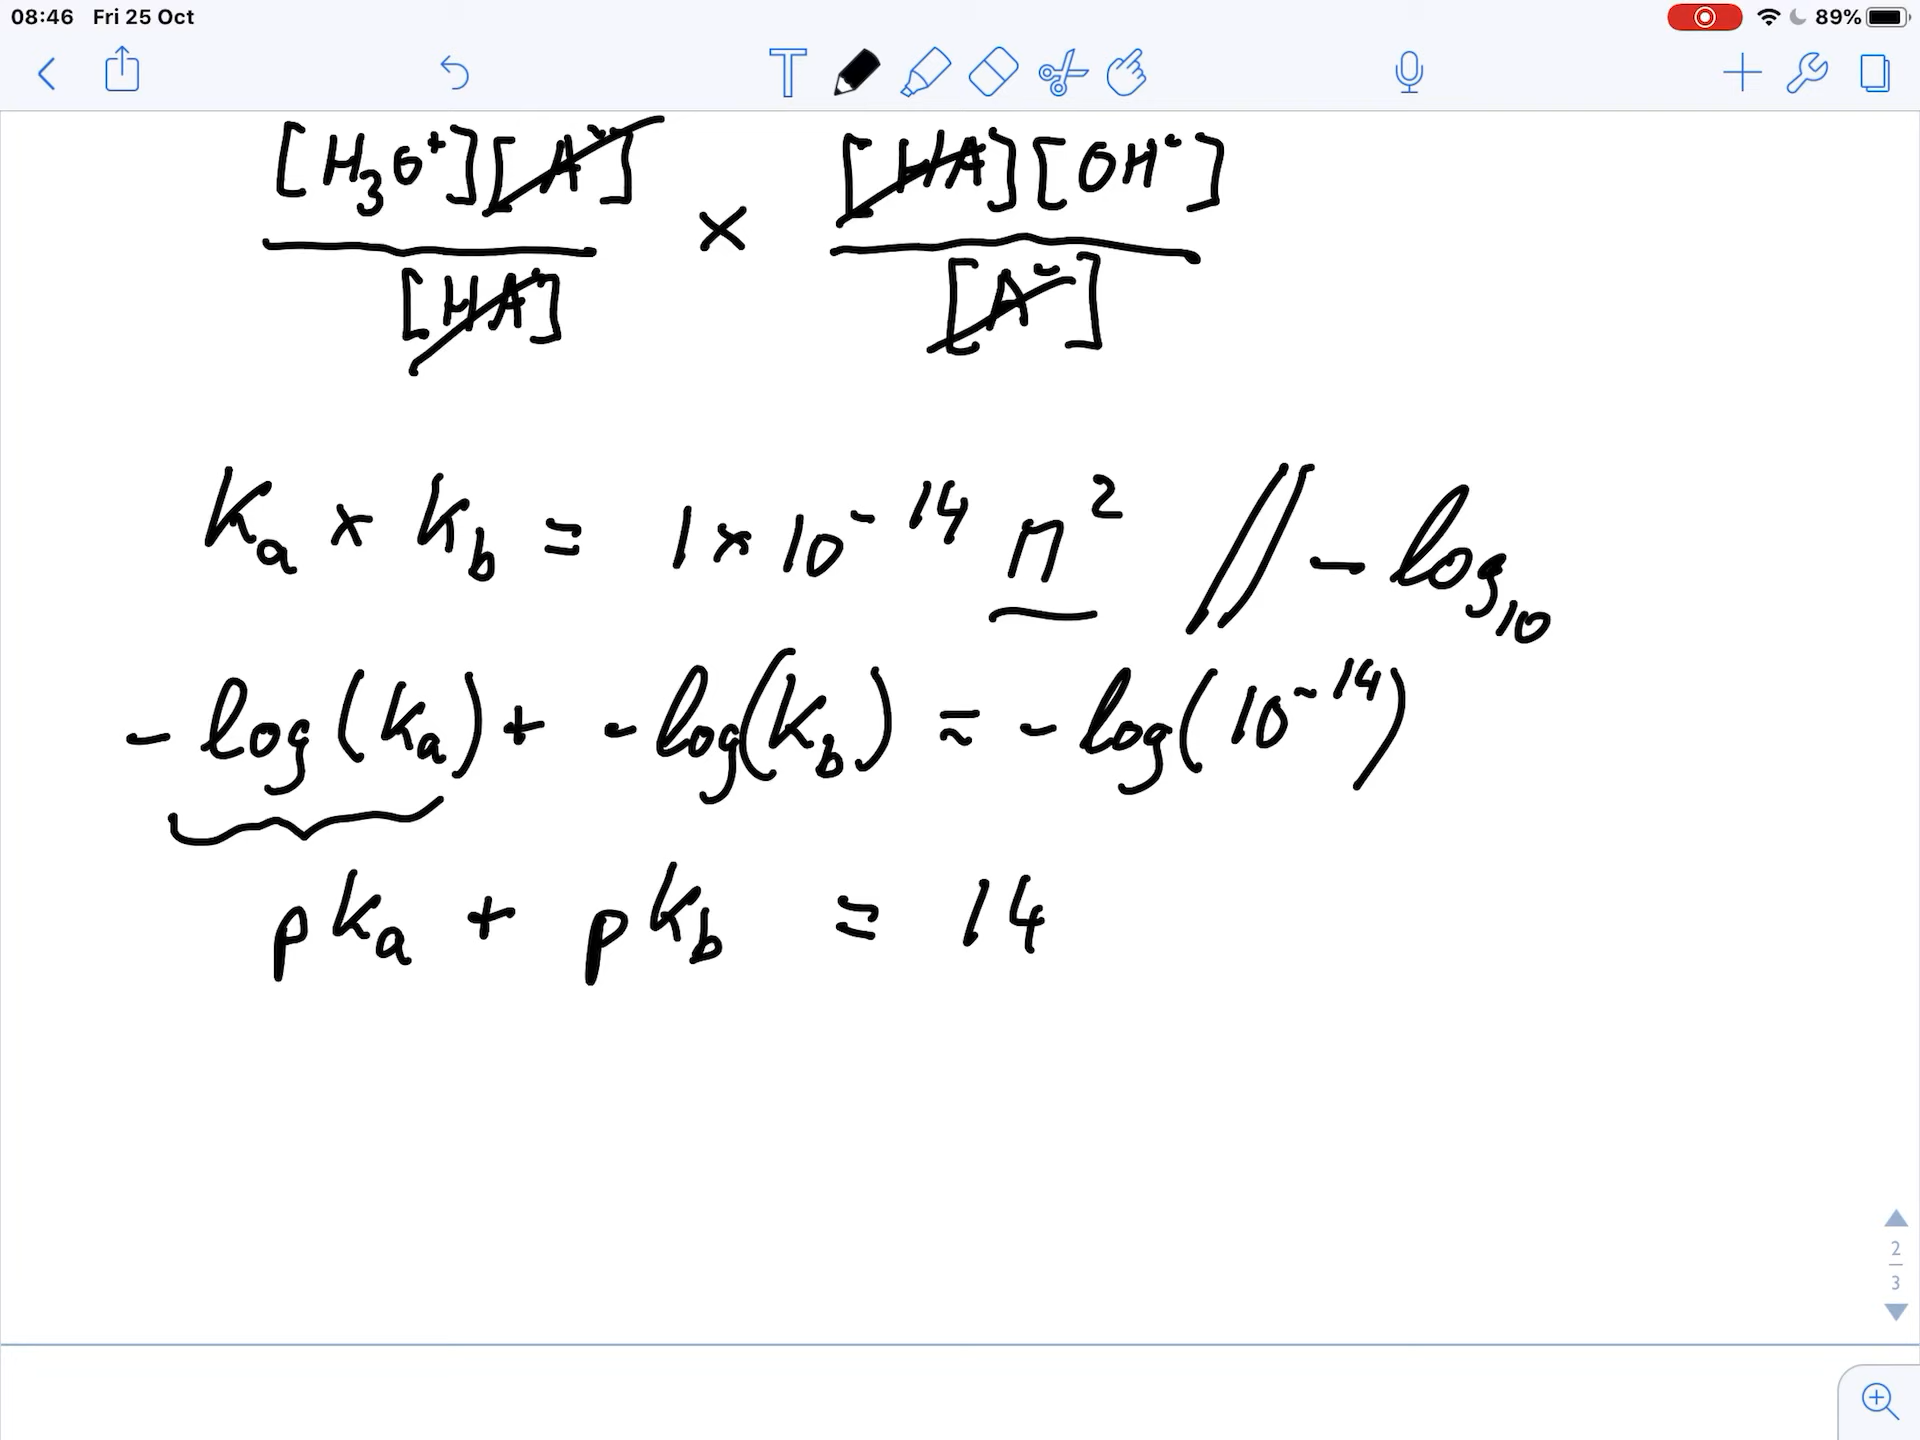 08:46 Fri 25 Oct 89%
T
[H₃O⁺][A⁻] × [HA][OH⁻]
[HA] [A⁻]
Ka × Kb = 1 × 10⁻¹⁴ M² // - log₁₀
- log(Ka) + - log(Kb) = - log(10⁻¹⁴)
pKa + pKb = 14
2
3